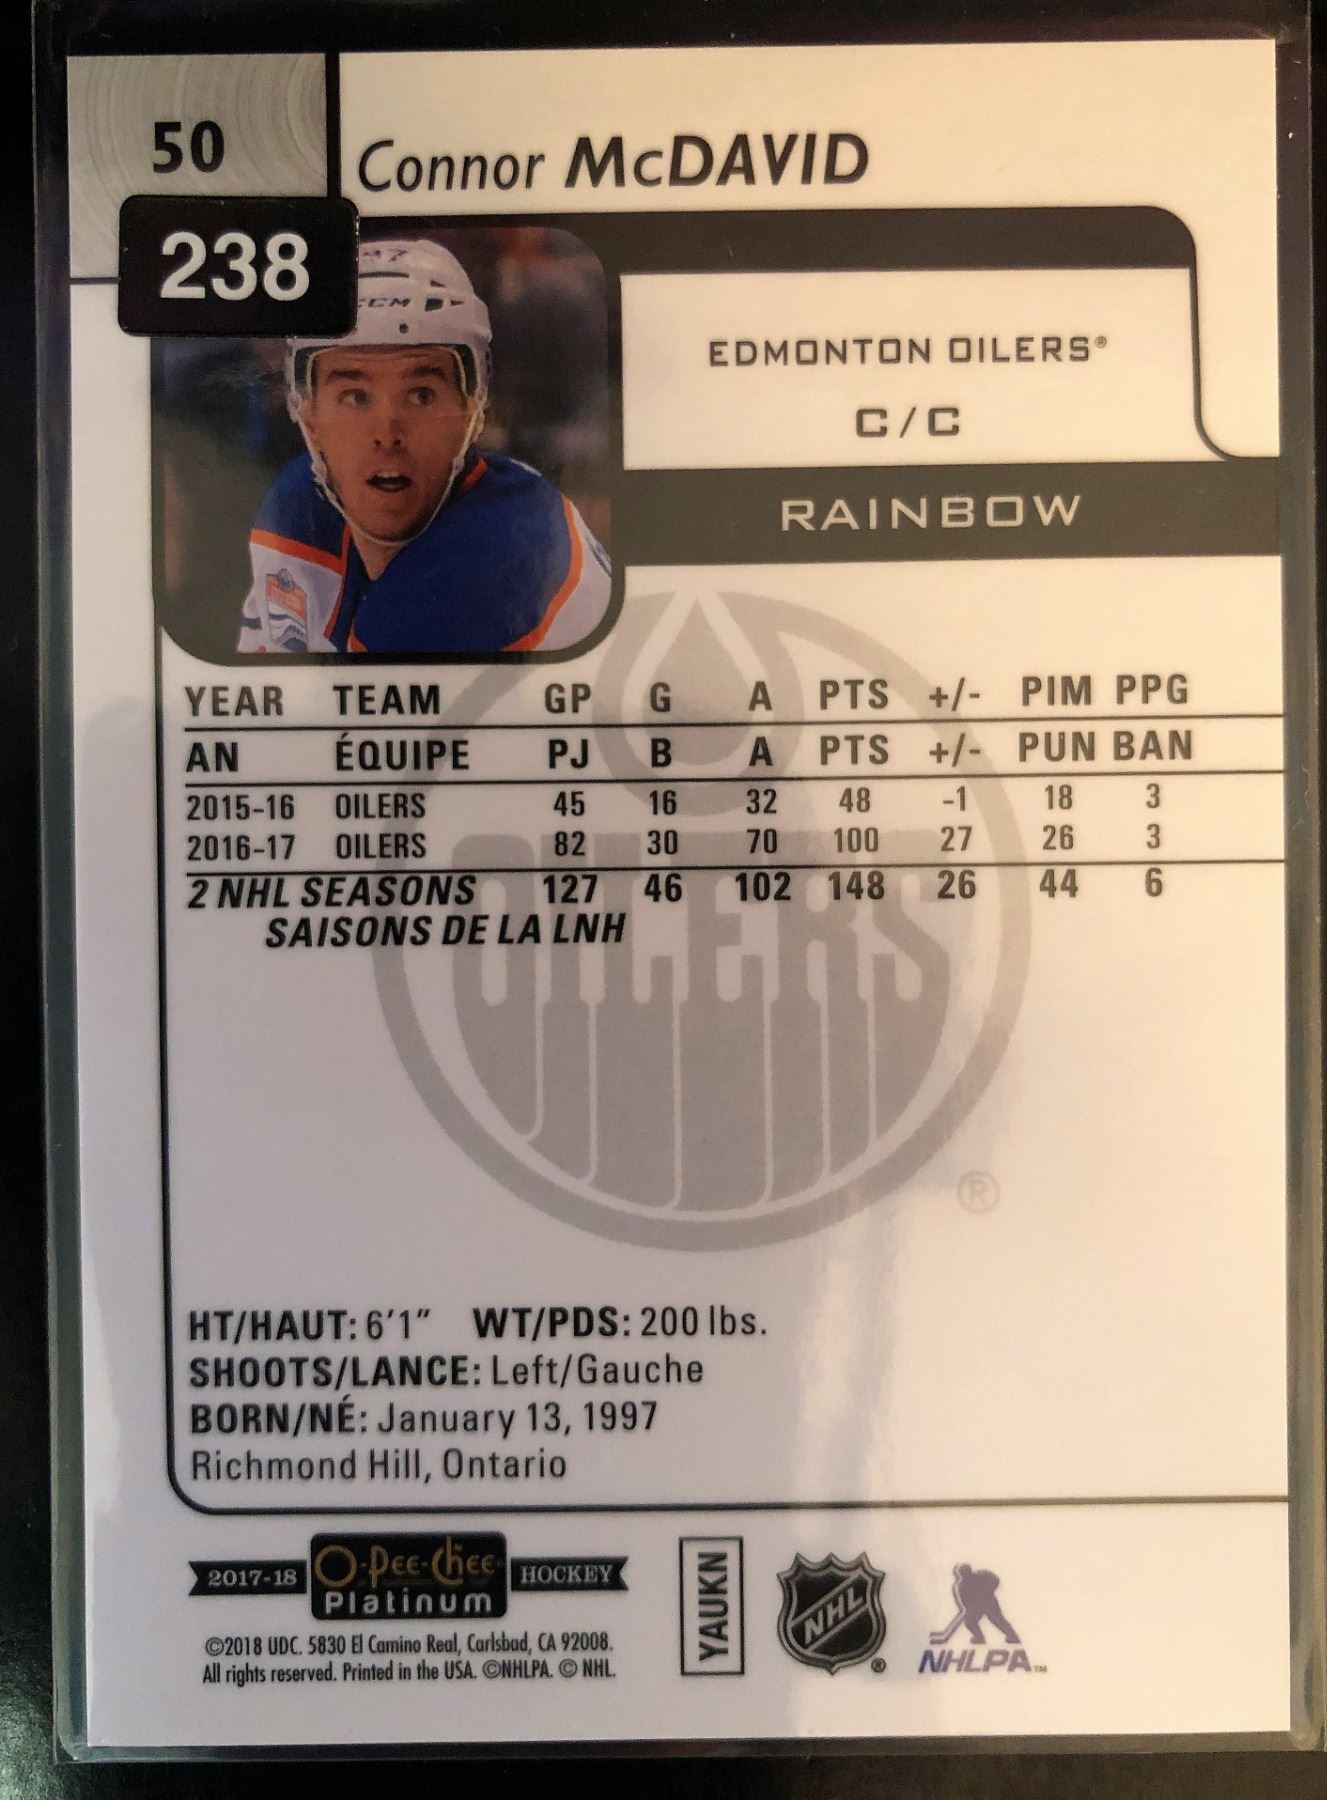 50
Connor McDAVID
238
97
CCM
EDMONTON OILERS®
C/C
RAINBOW
YEAR TEAM GP G A PTS +/- PIM PPG
AN ÉQUIPE PJ B A PTS +/- PUN BAN
2015-16 OILERS 45 16 32 48 -1 18 3
2016-17 OILERS 82 30 70 100 27 26 3
2 NHL SEASONS 127 46 102 148 26 44 6
SAISONS DE LA LNH
OILERS
®
HT/HAUT: 6'1" WT/PDS: 200 lbs.
SHOOTS/LANCE: Left/Gauche
BORN/NÉ: January 13, 1997
Richmond Hill, Ontario
2017-18 O-Pee-Chee Platinum HOCKEY
©2018 UDC. 5830 El Camino Real, Carlsbad, CA 92008.
All rights reserved. Printed in the USA. ©NHLPA. © NHL.
YAUKN
NHL ®
NHLPA™